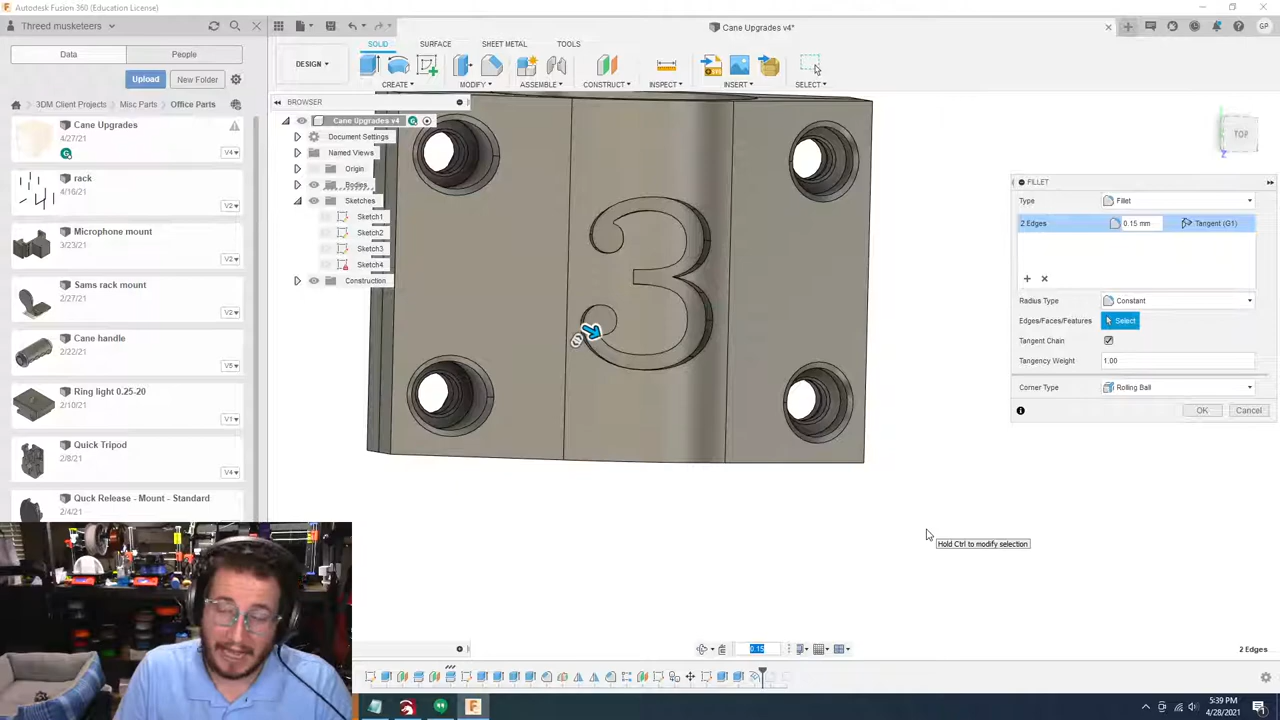 Autodesk Fusion 360 (Education License)
Threed musketeers
Cane Upgrades v4*
GP
Data
People
Upload
New Folder
3DM Client Projects
Misc Parts
Office Parts
Cane Upgrades
4/27/21
V4
rack
4/16/21
V2
Microphone mount
3/23/21
V2
Sams rack mount
2/27/21
V2
Cane handle
2/22/21
V5
Ring light 0.25-20
2/10/21
V1
Quick Tripod
2/8/21
V4
Quck Release - Mount - Standard
2/4/21
SOLID
SURFACE
SHEET METAL
TOOLS
DESIGN
CREATE
MODIFY
ASSEMBLE
CONSTRUCT
INSPECT
INSERT
SELECT
BROWSER
Cane Upgrades v4
Document Settings
Named Views
Origin
Bodies
Sketches
Sketch1
Sketch2
Sketch3
Sketch4
Construction
3
TOP
Z
FILLET
Type
Fillet
2 Edges
0.15 mm
Tangent (G1)
Radius Type
Constant
Edges/Faces/Features
Select
Tangent Chain
Tangency Weight
1.00
Corner Type
Rolling Ball
OK
Cancel
Hold Ctrl to modify selection
0.15
2 Edges
5:39 PM
4/28/2021